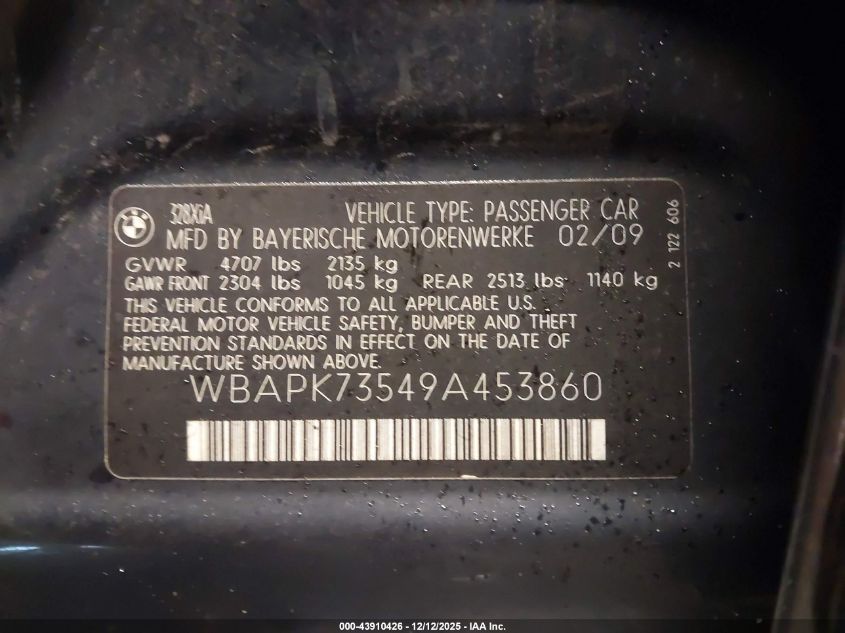 328XiA VEHICLE TYPE: PASSENGER CAR
MFD BY BAYERISCHE MOTORENWERKE 02/09
GVWR 4707 lbs 2135 kg
GAWR FRONT 2304 lbs 1045 kg REAR 2513 lbs 1140 kg
THIS VEHICLE CONFORMS TO ALL APPLICABLE U.S.
FEDERAL MOTOR VEHICLE SAFETY, BUMPER AND THEFT
PREVENTION STANDARDS IN EFFECT ON THE DATE OF
MANUFACTURE SHOWN ABOVE.
WBAPK73549A453860
2 122 606
000-43910426 - 12/12/2025 - IAA Inc.